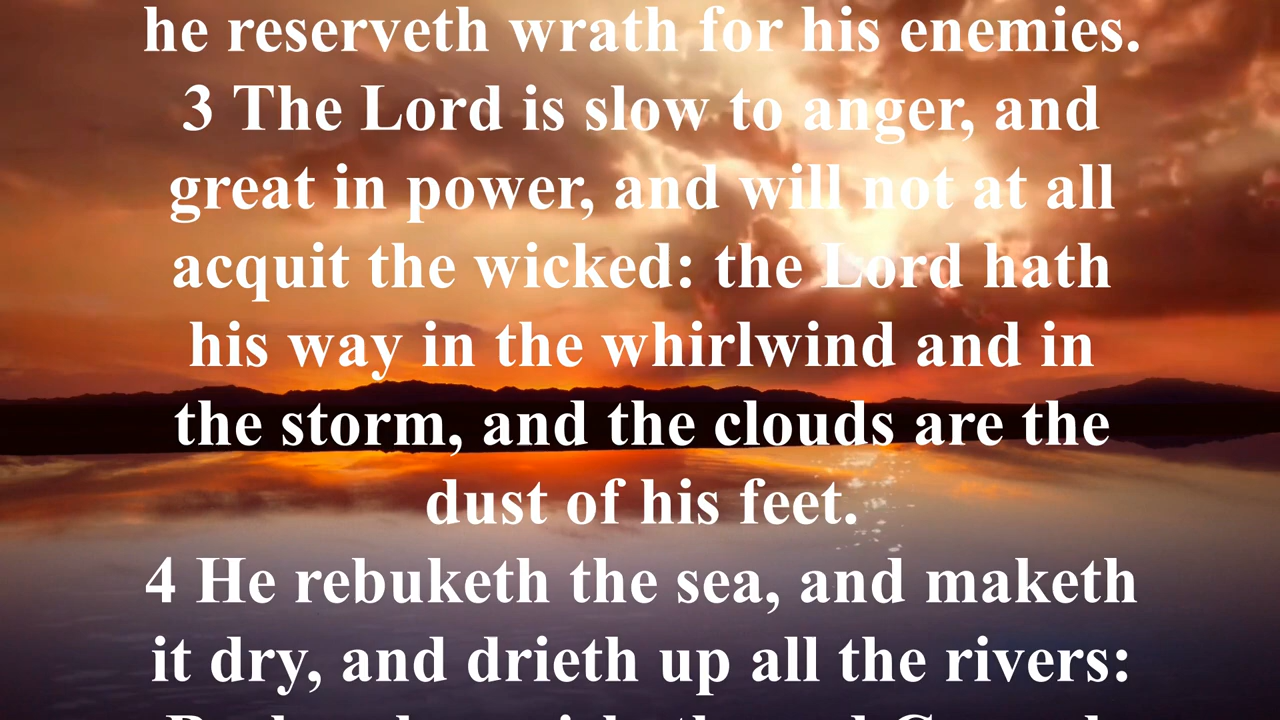 he reserveth wrath for his enemies.
3 The Lord is slow to anger, and
great in power, and will not at all
acquit the wicked: the Lord hath
his way in the whirlwind and in
the storm, and the clouds are the
dust of his feet.
4 He rebuketh the sea, and maketh
it dry, and drieth up all the rivers: